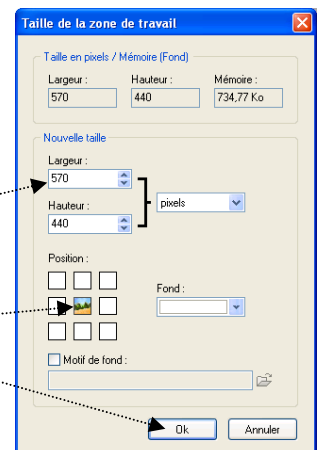 Taille de la zone de travail
Taille en pixels / Mémoire (Fond)
Largeur : Hauteur : Mémoire :
570 440 734,77 Ko
Nouvelle taille
Largeur :
570
pixels
Hauteur :
440
Position :
Fond :
Motif de fond :
Ok Annuler